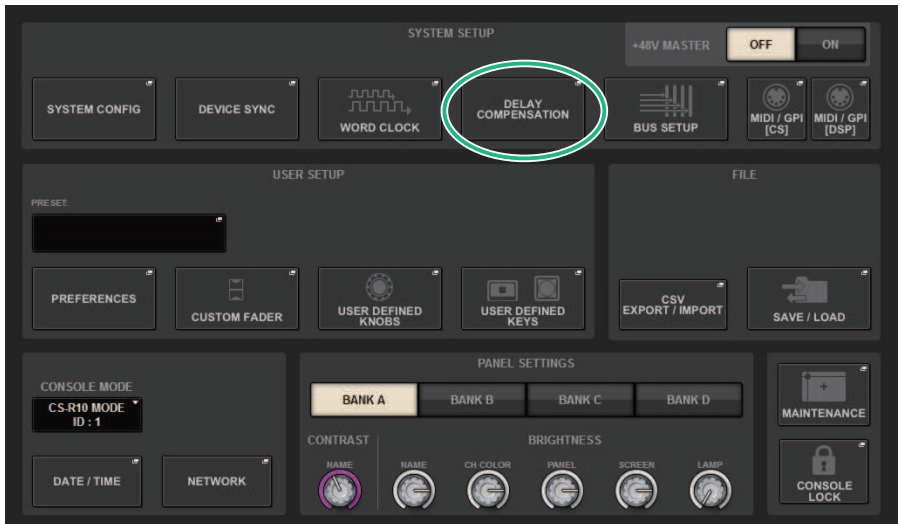 SYSTEM SETUP
+48V MASTER
OFF
ON
SYSTEM CONFIG
DEVICE SYNC
WORD CLOCK
DELAY
COMPENSATION
BUS SETUP
MIDI / GPI
[CS]
MIDI / GPI
[DSP]
USER SETUP
PRESET:
PREFERENCES
CUSTOM FADER
USER DEFINED
KNOBS
USER DEFINED
KEYS
FILE
CSV
EXPORT / IMPORT
SAVE / LOAD
CONSOLE MODE
CS-R10 MODE
ID : 1
DATE / TIME
NETWORK
PANEL SETTINGS
BANK A
BANK B
BANK C
BANK D
CONTRAST
BRIGHTNESS
NAME
NAME
CH COLOR
PANEL
SCREEN
LAMP
MAINTENANCE
CONSOLE
LOCK